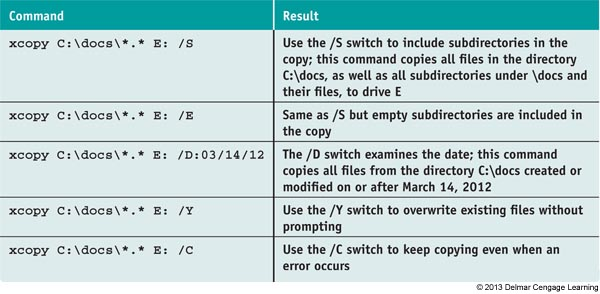 Command Result
xcopy C:\docs\*.* E: /S Use the /S switch to include subdirectories in the
copy; this command copies all files in the directory
C:\docs, as well as all subdirectories under \docs and
their files, to drive E
xcopy C:\docs\*.* E: /E Same as /S but empty subdirectories are included in
the copy
xcopy C:\docs\*.* E: /D:03/14/12 The /D switch examines the date; this command
copies all files from the directory C:\docs created or
modified on or after March 14, 2012
xcopy C:\docs\*.* E: /Y Use the /Y switch to overwrite existing files without
prompting
xcopy C:\docs\*.* E: /C Use the /C switch to keep copying even when an
error occurs
© 2013 Delmar Cengage Learning